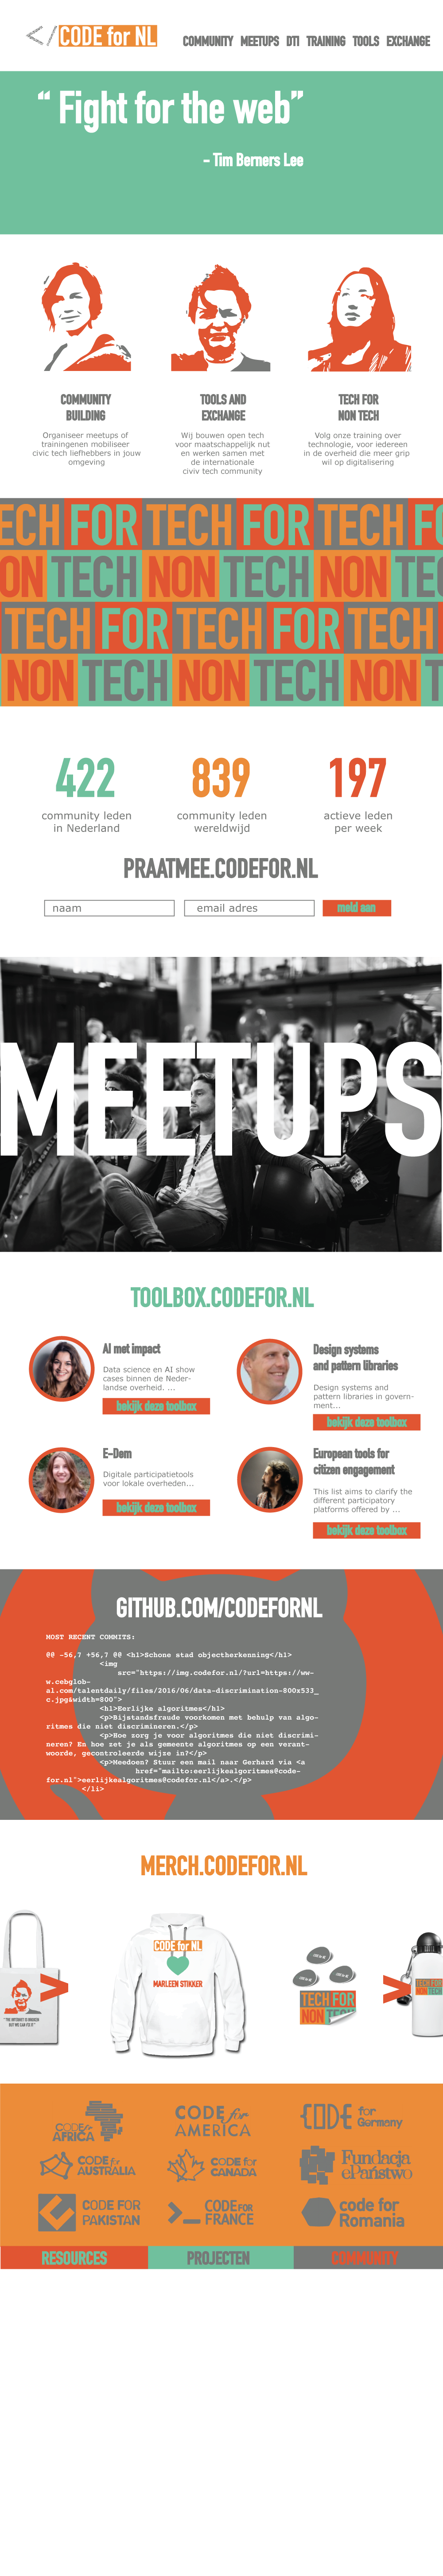 </CODE for NL
COMMUNITY MEETUPS DTI TRAINING TOOLS EXCHANGE
“ Fight for the web”
- Tim Berners Lee
COMMUNITY
BUILDING
Organiseer meetups of
trainingenen mobiliseer
civic tech liefhebbers in jouw
omgeving
TOOLS AND
EXCHANGE
Wij bouwen open tech
voor maatschappelijk nut
en werken samen met
de internationale
civiv tech community
TECH FOR
NON TECH
Volg onze training over
technologie, voor iedereen
in de overheid die meer grip
wil op digitalisering
ECH FOR TECH FOR TECH FO
ON TECH NON TECH NON TE
TECH FOR TECH FOR TECH
NON TECH NON TECH NON T
422
community leden
in Nederland
839
community leden
wereldwijd
197
actieve leden
per week
PRAATMEE.CODEFOR.NL
naam
email adres
meld aan
MEETUPS
TOOLBOX.CODEFOR.NL
AI met impact
Data science en AI show
cases binnen de Neder-
landse overheid. ...
bekijk deze toolbox
Design systems
and pattern libraries
Design systems and
pattern libraries in govern-
ment...
bekijk deze toolbox
E-Dem
Digitale participatietools
voor lokale overheden...
bekijk deze toolbox
European tools for
citizen engagement
This list aims to clarify the
different participatory
platforms offered by ...
bekijk deze toolbox
GITHUB.COM/CODEFORNL
MOST RECENT COMMITS:
@@ -56,7 +56,7 @@ <h1>Schone stad objectherkenning</h1>
<img
src="https://img.codefor.nl/?url=https://ww-
w.cebglob-
al.com/talentdaily/files/2016/06/data-discrimination-800x533_
c.jpg&width=800">
<h1>Eerlijke algoritmes</h1>
<p>Bijstandsfraude voorkomen met behulp van algo-
ritmes die niet discrimineren.</p>
<p>Hoe zorg je voor algoritmes die niet discrimi-
neren? En hoe zet je als gemeente algoritmes op een verant-
woorde, gecontroleerde wijze in?</p>
<p>Meedoen? Stuur een mail naar Gerhard via <a
href="mailto:eerlijkealgoritmes@code-
for.nl">eerlijkealgoritmes@codefor.nl</a>.</p>
</li>
MERCH.CODEFOR.NL
"THE INTERNET IS BROKEN
BUT WE CAN FIX IT"
CODE for NL
MARLEEN STIKKER
TECH FOR
NON TECH
TECH FOR
NON TECH
CODE for
AFRICA
CODE for
AMERICA
CODE for
Germany
CODE for
AUSTRALIA
CODE for
CANADA
Fundacja
ePaństwo
CODE FOR
PAKISTAN
CODE FOR
FRANCE
code for
Romania
RESOURCES
PROJECTEN
COMMUNITY